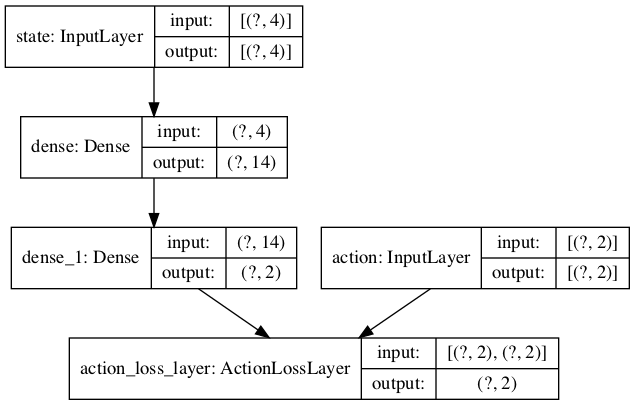 state: InputLayer
input: [(?, 4)]
output: [(?, 4)]
dense: Dense
input: (?, 4)
output: (?, 14)
dense_1: Dense
input: (?, 14)
output: (?, 2)
action: InputLayer
input: [(?, 2)]
output: [(?, 2)]
action_loss_layer: ActionLossLayer
input: [(?, 2), (?, 2)]
output: (?, 2)